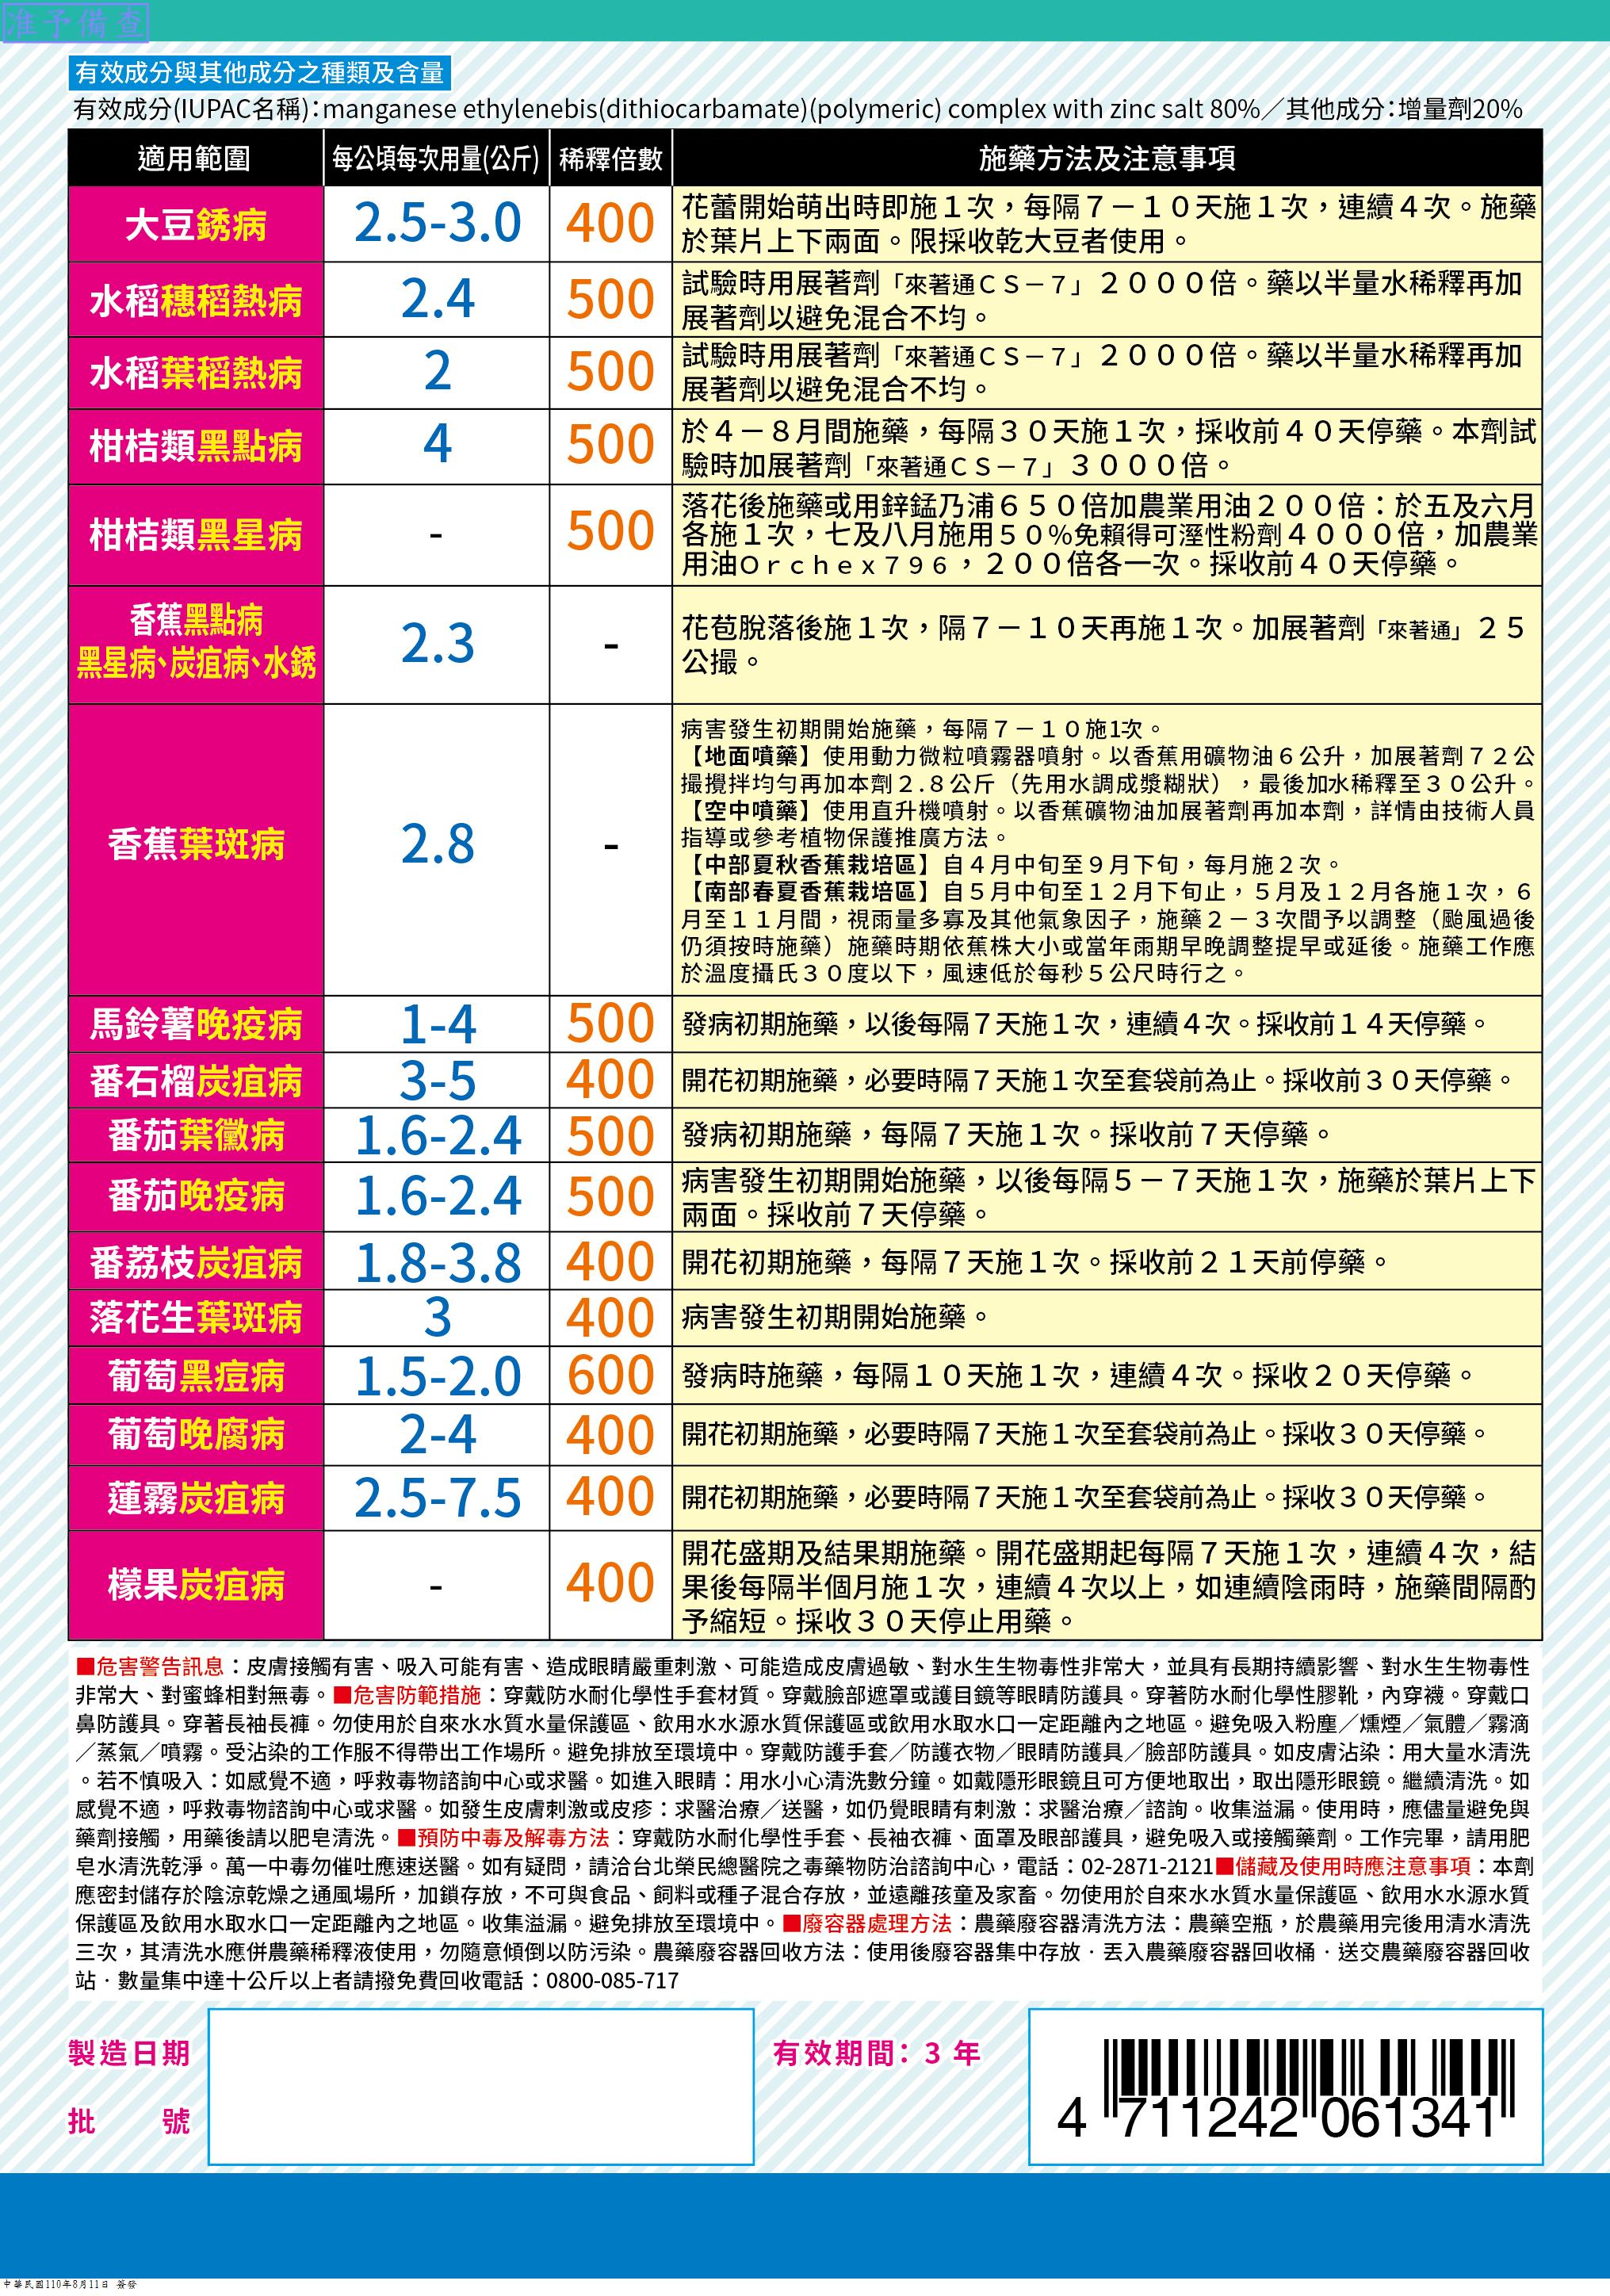 准予備查
有效成分與其他成分之種類及含量
有效成分(IUPAC名稱)：manganese ethylenebis(dithiocarbamate)(polymeric) complex with zinc salt 80%／其他成分：增量劑20%
適用範圍 每公頃每次用量(公斤) 稀釋倍數 施藥方法及注意事項
大豆銹病 2.5-3.0 400 花蕾開始萌出時即施１次，每隔７－１０天施１次，連續４次。施藥
於葉片上下兩面。限採收乾大豆者使用。
水稻穗稻熱病 2.4 500 試驗時用展著劑「來著通ＣＳ－７」２０００倍。藥以半量水稀釋再加
展著劑以避免混合不均。
水稻葉稻熱病 2 500 試驗時用展著劑「來著通ＣＳ－７」２０００倍。藥以半量水稀釋再加
展著劑以避免混合不均。
柑桔類黑點病 4 500 於４－８月間施藥，每隔３０天施１次，採收前４０天停藥。本劑試
驗時加展著劑「來著通ＣＳ－７」３０００倍。
柑桔類黑星病 - 500 落花後施藥或用鋅錳乃浦６５０倍加農業用油２００倍：於五及六月
各施１次，七及八月施用５０%免賴得可溼性粉劑４０００倍，加農業
用油Ｏｒｃｈｅｘ７９６，２００倍各一次。採收前４０天停藥。
香蕉黑點病
黑星病、炭疽病、水銹 2.3 - 花苞脫落後施１次，隔７－１０天再施１次。加展著劑「來著通」２５
公撮。
香蕉葉斑病 2.8 - 病害發生初期開始施藥，每隔７－１０施1次。
【地面噴藥】使用動力微粒噴霧器噴射。以香蕉用礦物油６公升，加展著劑７２公
撮攪拌均勻再加本劑２.８公斤（先用水調成漿糊狀），最後加水稀釋至３０公升。
【空中噴藥】使用直升機噴射。以香蕉礦物油加展著劑再加本劑，詳情由技術人員
指導或參考植物保護推廣方法。
【中部夏秋香蕉栽培區】自４月中旬至９月下旬，每月施２次。
【南部春夏香蕉栽培區】自５月中旬至１２月下旬止，５月及１２月各施１次，６
月至１１月間，視雨量多寡及其他氣象因子，施藥２－３次間予以調整（颱風過後
仍須按時施藥）施藥時期依蕉株大小或當年雨期早晚調整提早或延後。施藥工作應
於溫度攝氏３０度以下，風速低於每秒５公尺時行之。
馬鈴薯晚疫病 1-4 500 發病初期施藥，以後每隔７天施１次，連續４次。採收前１４天停藥。
番石榴炭疽病 3-5 400 開花初期施藥，必要時隔７天施１次至套袋前為止。採收前３０天停藥。
番茄葉黴病 1.6-2.4 500 發病初期施藥，每隔７天施１次。採收前７天停藥。
番茄晚疫病 1.6-2.4 500 病害發生初期開始施藥，以後每隔５－７天施１次，施藥於葉片上下
兩面。採收前７天停藥。
番荔枝炭疽病 1.8-3.8 400 開花初期施藥，每隔７天施１次。採收前２１天前停藥。
落花生葉斑病 3 400 病害發生初期開始施藥。
葡萄黑痘病 1.5-2.0 600 發病時施藥，每隔１０天施１次，連續４次。採收２０天停藥。
葡萄晚腐病 2-4 400 開花初期施藥，必要時隔７天施１次至套袋前為止。採收３０天停藥。
蓮霧炭疽病 2.5-7.5 400 開花初期施藥，必要時隔７天施１次至套袋前為止。採收３０天停藥。
檬果炭疽病 - 400 開花盛期及結果期施藥。開花盛期起每隔７天施１次，連續４次，結
果後每隔半個月施１次，連續４次以上，如連續陰雨時，施藥間隔酌
予縮短。採收３０天停止用藥。
■危害警告訊息：皮膚接觸有害、吸入可能有害、造成眼睛嚴重刺激、可能造成皮膚過敏、對水生生物毒性非常大，並具有長期持續影響、對水生生物毒性
非常大、對蜜蜂相對無毒。■危害防範措施：穿戴防水耐化學性手套材質。穿戴臉部遮罩或護目鏡等眼睛防護具。穿著防水耐化學性膠靴，內穿襪。穿戴口
鼻防護具。穿著長袖長褲。勿使用於自來水水質水量保護區、飲用水水源水質保護區或飲用水取水口一定距離內之地區。避免吸入粉塵／燻煙／氣體／霧滴
／蒸氣／噴霧。受沾染的工作服不得帶出工作場所。避免排放至環境中。穿戴防護手套／防護衣物／眼睛防護具／臉部防護具。如皮膚沾染：用大量水清洗
。若不慎吸入：如感覺不適，呼救毒物諮詢中心或求醫。如進入眼睛：用水小心清洗數分鐘。如戴隱形眼鏡且可方便地取出，取出隱形眼鏡。繼續清洗。如
感覺不適，呼救毒物諮詢中心或求醫。如發生皮膚刺激或皮疹：求醫治療／送醫，如仍覺眼睛有刺激：求醫治療／諮詢。收集溢漏。使用時，應儘量避免與
藥劑接觸，用藥後請以肥皂清洗。■預防中毒及解毒方法：穿戴防水耐化學性手套、長袖衣褲、面罩及眼部護具，避免吸入或接觸藥劑。工作完畢，請用肥
皂水清洗乾淨。萬一中毒勿催吐應速送醫。如有疑問，請洽台北榮民總醫院之毒藥物防治諮詢中心，電話：02-2871-2121■儲藏及使用時應注意事項：本劑
應密封儲存於陰涼乾燥之通風場所，加鎖存放，不可與食品、飼料或種子混合存放，並遠離孩童及家畜。勿使用於自來水水質水量保護區、飲用水水源水質
保護區及飲用水取水口一定距離內之地區。收集溢漏。避免排放至環境中。■廢容器處理方法：農藥廢容器清洗方法：農藥空瓶，於農藥用完後用清水清洗
三次，其清洗水應併農藥稀釋液使用，勿隨意傾倒以防污染。農藥廢容器回收方法：使用後廢容器集中存放．丟入農藥廢容器回收桶．送交農藥廢容器回收
站．數量集中達十公斤以上者請撥免費回收電話：0800-085-717
製造日期
批 號
有效期間：3 年
4 711242 061341
中華民國110年8月11日 簽發